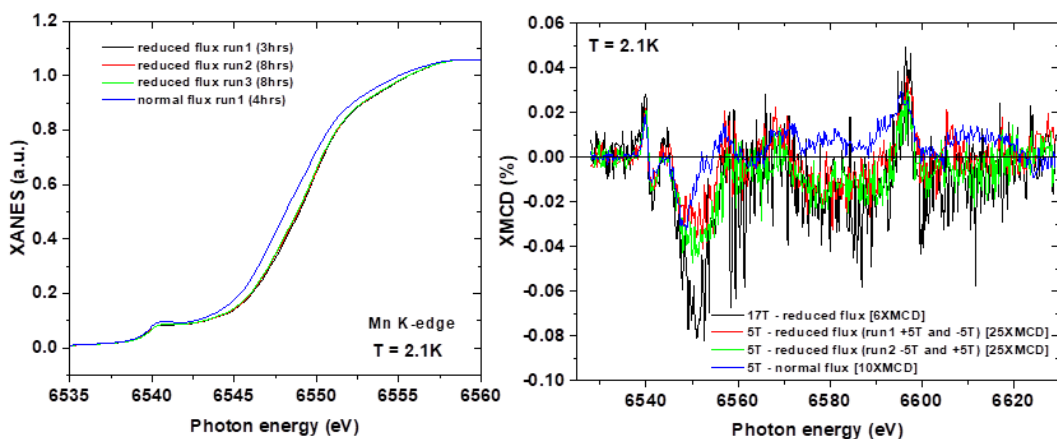 1.2
1.0
0.8
0.6
0.4
0.2
0.0
XANES (a.u.)
reduced flux run1 (3hrs)
reduced flux run2 (8hrs)
reduced flux run3 (8hrs)
normal flux run1 (4hrs)
Mn K-edge
T = 2.1K
6535 6540 6545 6550 6555 6560
Photon energy (eV)
0.06
0.04
0.02
0.00
-0.02
-0.04
-0.06
-0.08
-0.10
XMCD (%)
T = 2.1K
17T - reduced flux [6XMCD]
5T - reduced flux (run1 +5T and -5T) [25XMCD]
5T - reduced flux (run2 -5T and +5T) [25XMCD]
5T - normal flux [10XMCD]
6540 6560 6580 6600 6620
Photon energy (eV)